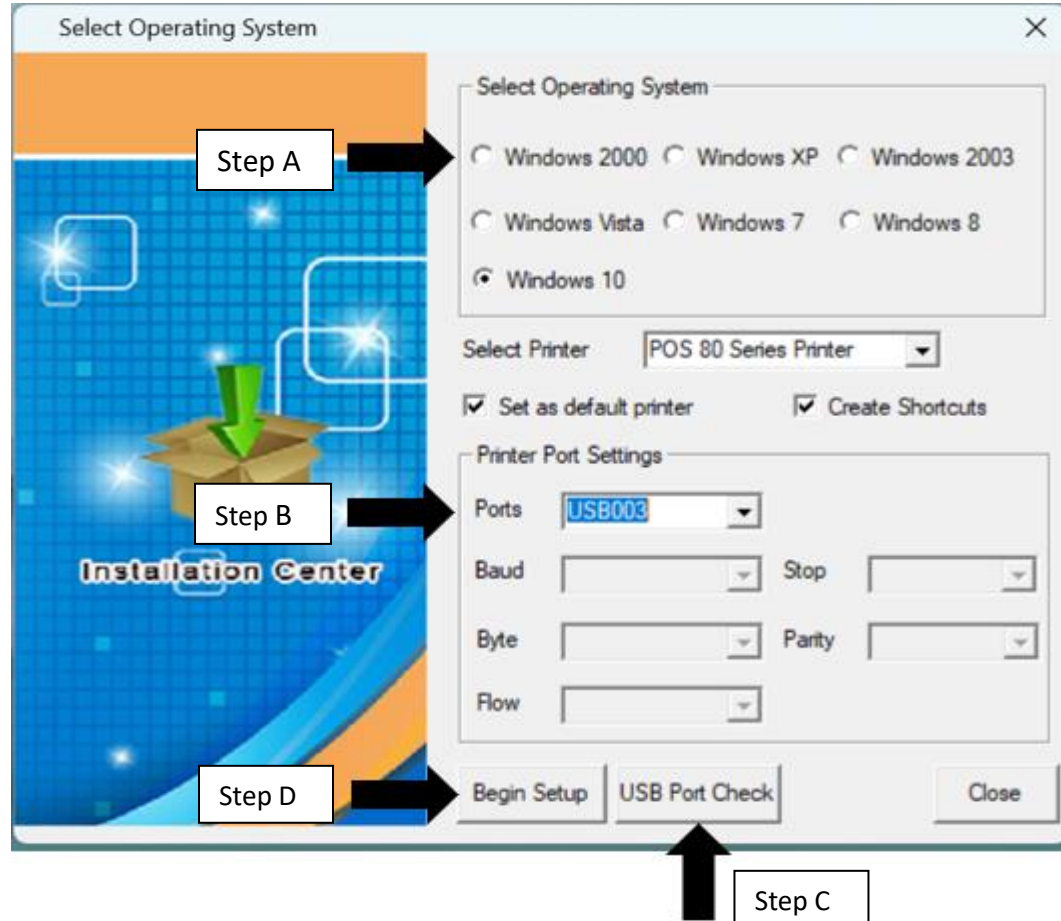 Select Operating System
Select Operating System
Step A
Windows 2000 Windows XP Windows 2003
Windows Vista Windows 7 Windows 8
Windows 10
Select Printer POS 80 Series Printer
Set as default printer Create Shortcuts
Printer Port Settings
Step B
Ports USB003
Installation Center
Baud Stop
Byte Parity
Flow
Step D
Begin Setup USB Port Check Close
Step C